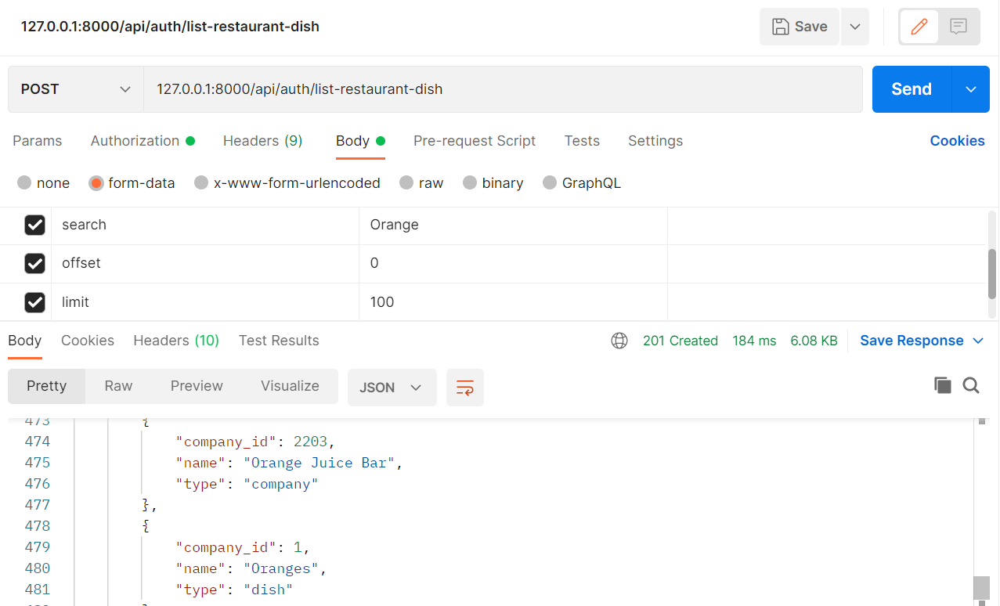 127.0.0.1:8000/api/auth/list-restaurant-dish
Save
POST
127.0.0.1:8000/api/auth/list-restaurant-dish
Send
Params Authorization Headers (9) Body Pre-request Script Tests Settings Cookies
none form-data x-www-form-urlencoded raw binary GraphQL
search Orange
offset 0
limit 100
Body Cookies Headers (10) Test Results 201 Created 184 ms 6.08 KB Save Response
Pretty Raw Preview Visualize JSON
473 {
474 "company_id": 2203,
475 "name": "Orange Juice Bar",
476 "type": "company"
477 },
478 {
479 "company_id": 1,
480 "name": "Oranges",
481 "type": "dish"